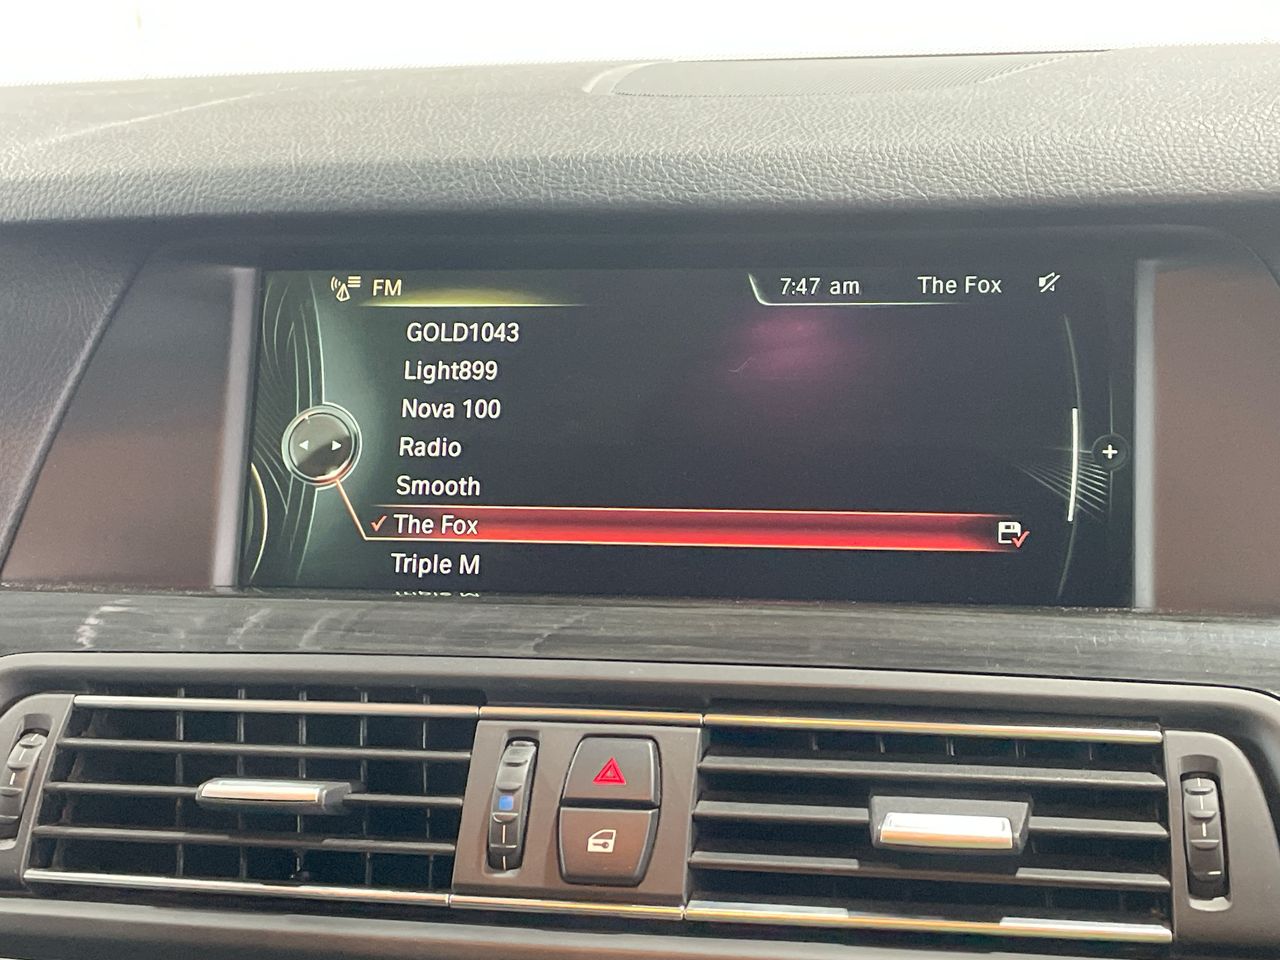 FM
7:47 am
The Fox
GOLD1043
Light899
Nova 100
Radio
Smooth
The Fox
Triple M